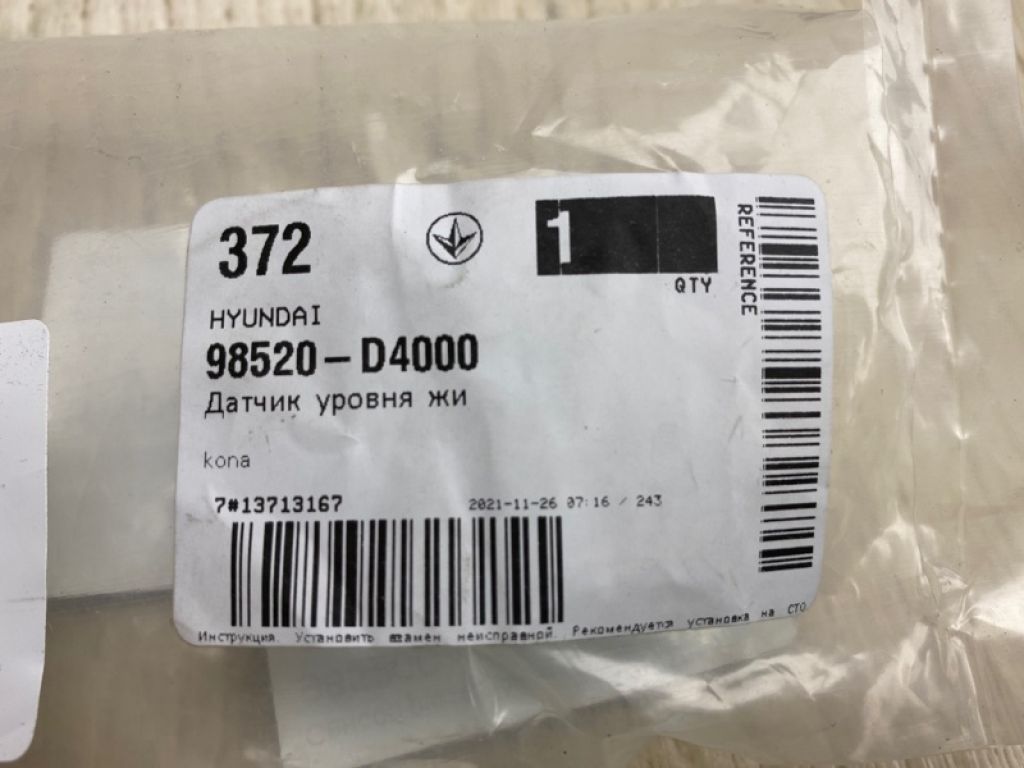 372
1
QTY
REFERENCE
HYUNDAI
98520-D4000
Датчик уровня жи
kona
7#13713167
2021-11-26 07:16 / 243
Инструкция. Установить взамен неисправной. Рекомендуется установка на СТО